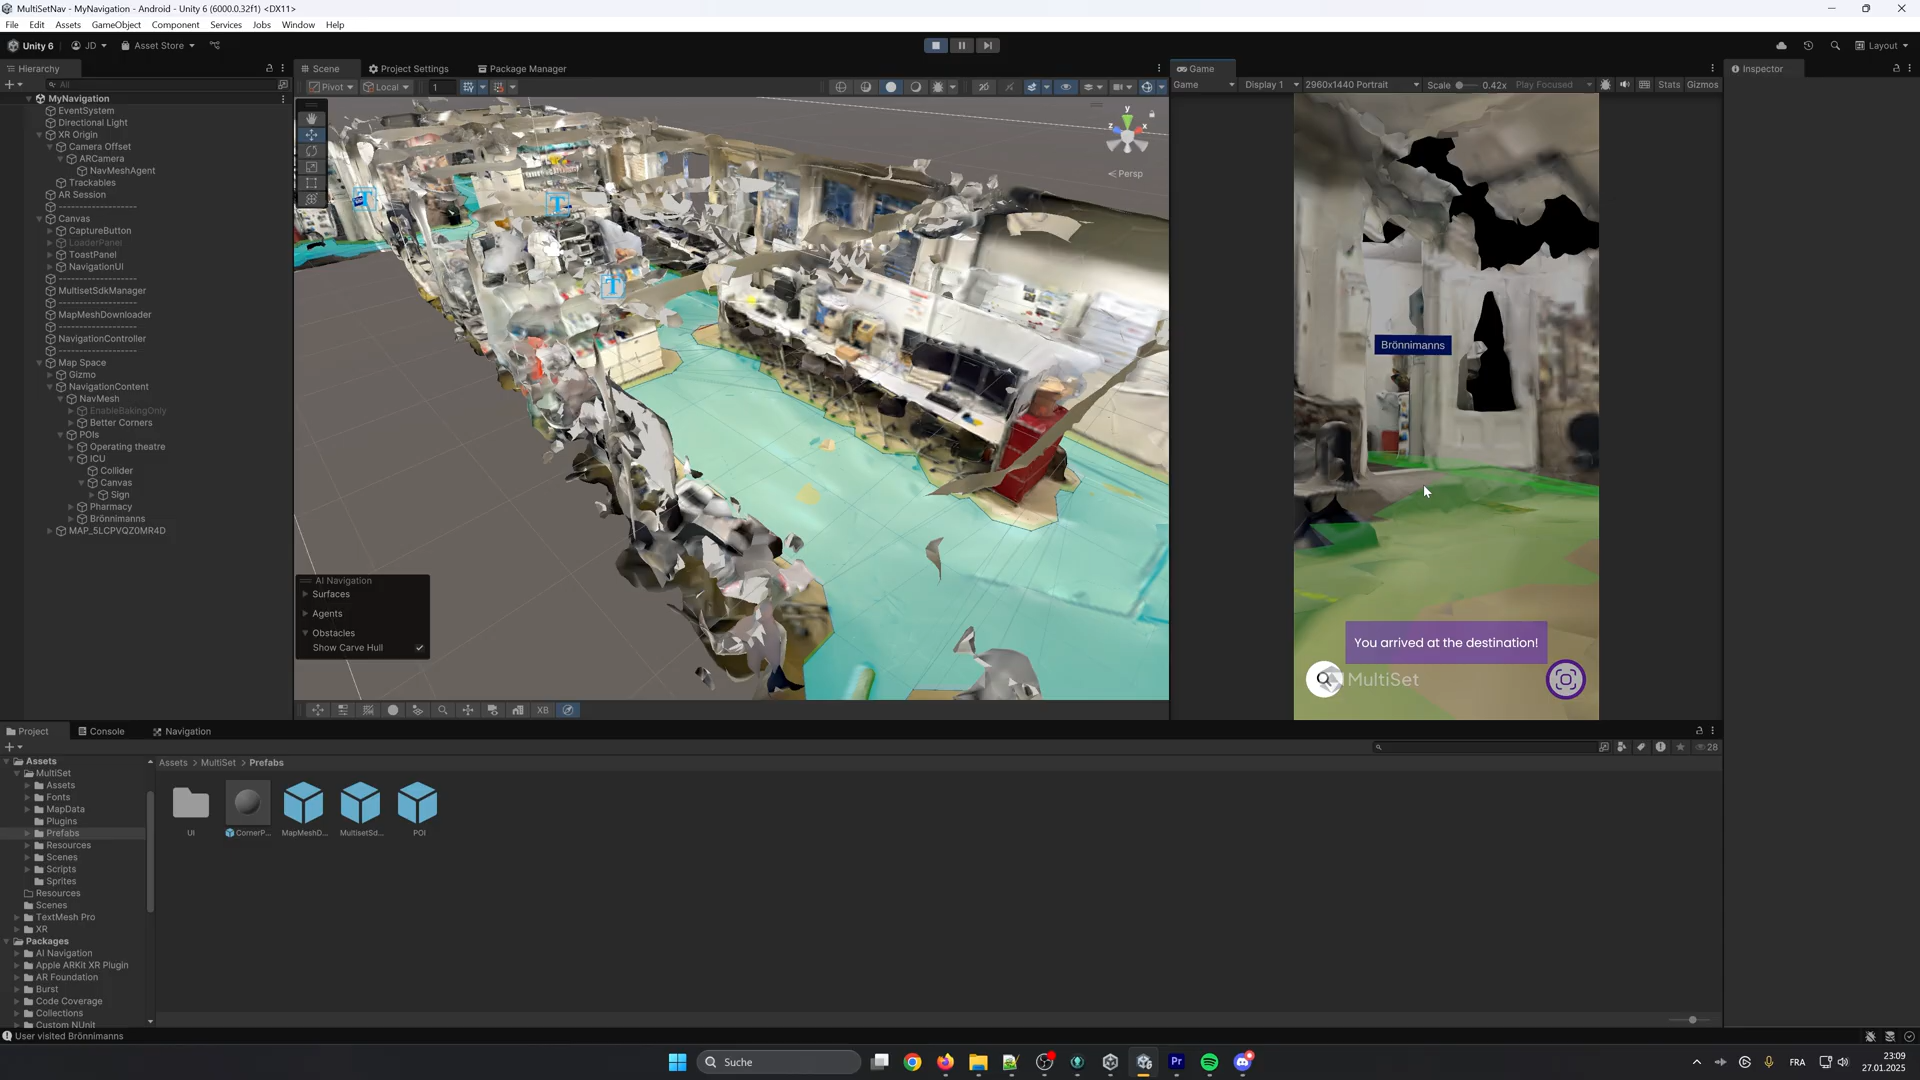 MultiSetNav - MyNavigation - Android - Unity 6 (6000.0.32f1) <DX11>
File Edit Assets GameObject Component Services Jobs Window Help
Unity 6 JD Asset Store Layout
Hierarchy Scene Project Settings Package Manager Game Inspector
All Pivot Local 1 Game Display 1 2960x1440 Portrait Scale 0.42x Play Focused Stats Gizmos
MyNavigation
EventSystem
Directional Light
XR Origin
Camera Offset
ARCamera
NavMeshAgent
Trackables
AR Session
--------------------
Canvas
CaptureButton
LoaderPanel
ToastPanel
NavigationUI
--------------------
MultisetSdkManager
--------------------
MapMeshDownloader
--------------------
NavigationController
--------------------
Map Space
Gizmo
NavigationContent
NavMesh
EnableBakingOnly
Better Corners
POIs
Operating theatre
ICU
Collider
Canvas
Sign
Pharmacy
Brönnimanns
MAP_5LCPVQZ0MR4D
y
z x
Persp
T
T
T
AI Navigation
Surfaces
Agents
Obstacles
Show Carve Hull
XB
Brönnimanns
You arrived at the destination!
MultiSet
Project Console Navigation
28
Assets
MultiSet
Assets
Fonts
MapData
Plugins
Prefabs
Resources
Scenes
Scripts
Sprites
Resources
Scenes
TextMesh Pro
XR
Packages
AI Navigation
Apple ARKit XR Plugin
AR Foundation
Burst
Code Coverage
Collections
Custom NUnit
Assets > MultiSet > Prefabs
UI CornerP... MapMeshD... MultisetSd... POI
User visited Brönnimanns
Suche
Pr
FRA
23:09
27.01.2025